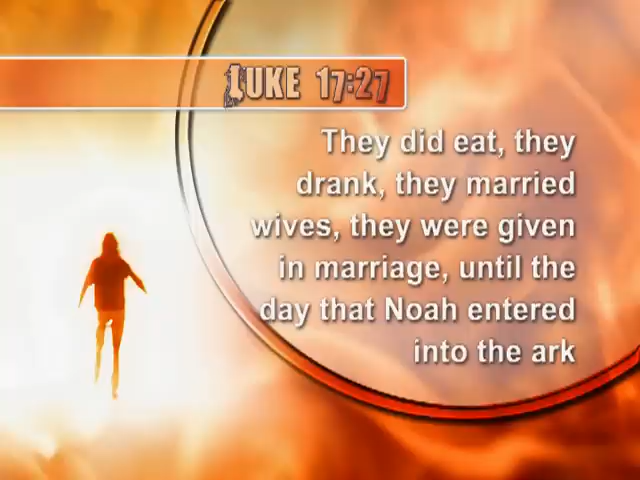 LUKE 17:27
They did eat, they
drank, they married
wives, they were given
in marriage, until the
day that Noah entered
into the ark